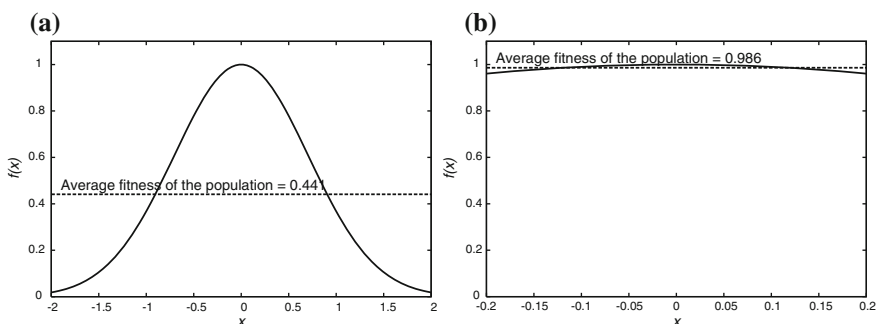 (a)
f(x)
1
0.8
0.6
0.4
0.2
0
Average fitness of the population = 0.441
-2 -1.5 -1 -0.5 0 0.5 1 1.5 2
x
(b)
f(x)
1
0.8
0.6
0.4
0.2
0
Average fitness of the population = 0.986
-0.2 -0.15 -0.1 -0.05 0 0.05 0.1 0.15 0.2
x